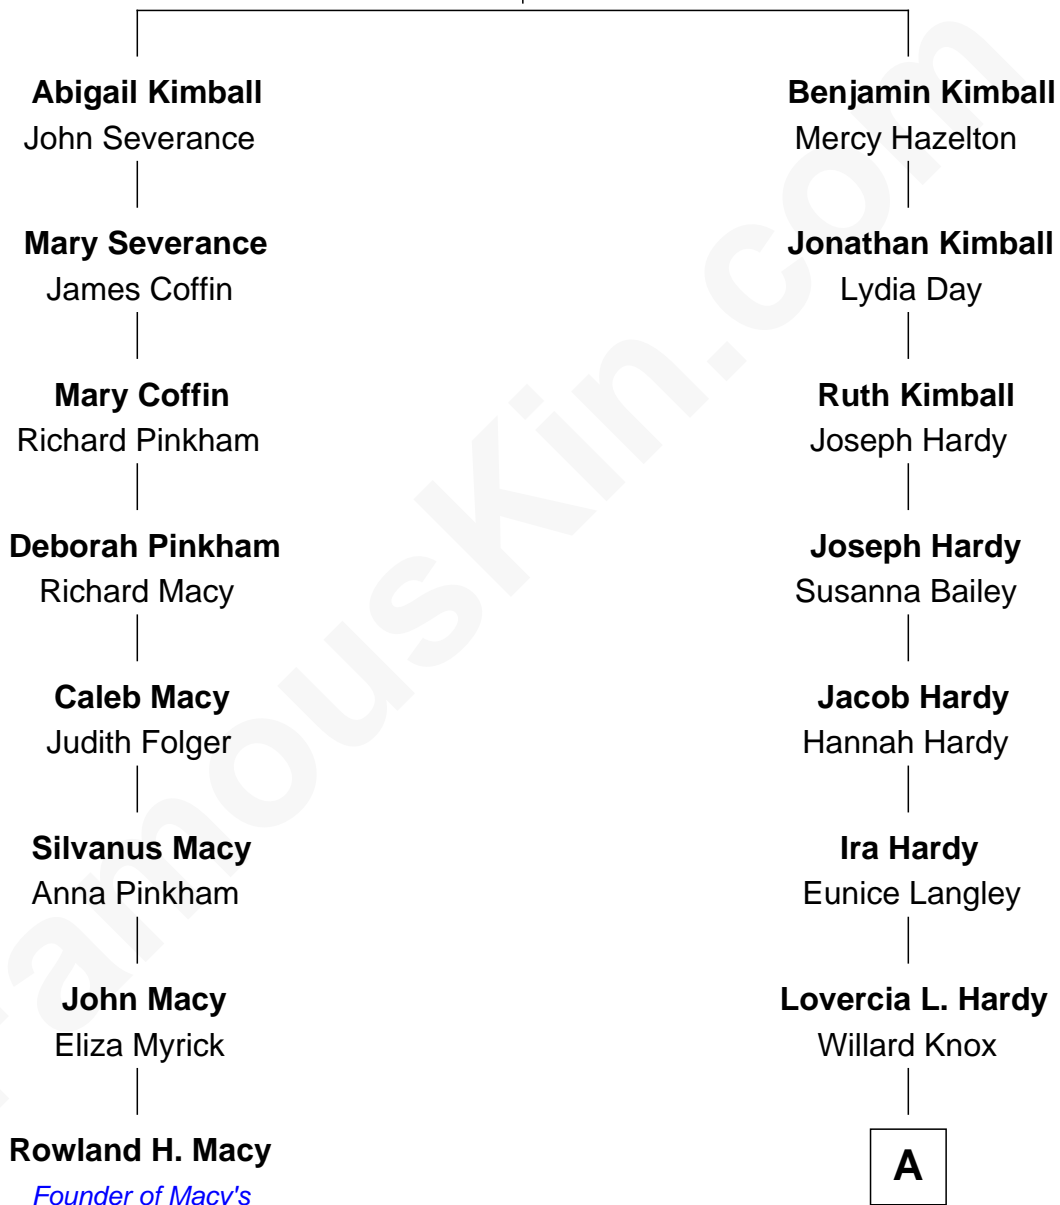 Abigail Kimball
John Severance
Benjamin Kimball
Mercy Hazelton
Mary Severance
James Coffin
Jonathan Kimball
Lydia Day
Mary Coffin
Richard Pinkham
Ruth Kimball
Joseph Hardy
Deborah Pinkham
Richard Macy
Joseph Hardy
Susanna Bailey
Caleb Macy
Judith Folger
Jacob Hardy
Hannah Hardy
Silvanus Macy
Anna Pinkham
Ira Hardy
Eunice Langley
John Macy
Eliza Myrick
Lovercia L. Hardy
Willard Knox
Rowland H. Macy
Founder of Macy's
A
FamousKin.com